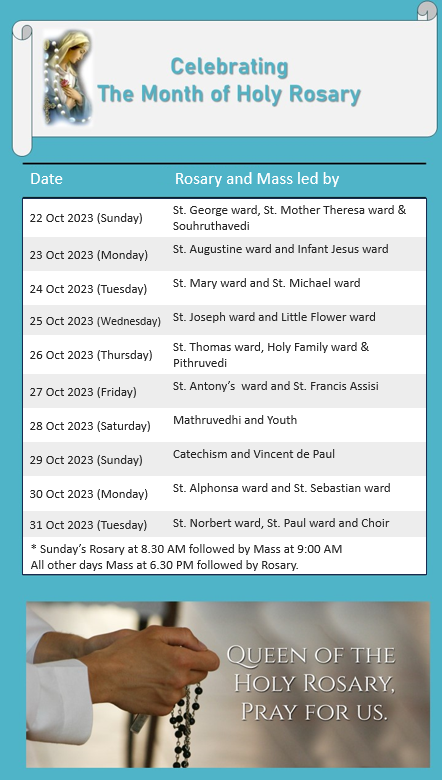 Celebrating
The Month of Holy Rosary
Date Rosary and Mass led by
22 Oct 2023 (Sunday) St. George ward, St. Mother Theresa ward &
Souhruthavedi
23 Oct 2023 (Monday) St. Augustine ward and Infant Jesus ward
24 Oct 2023 (Tuesday) St. Mary ward and St. Michael ward
25 Oct 2023 (Wednesday) St. Joseph ward and Little Flower ward
26 Oct 2023 (Thursday) St. Thomas ward, Holy Family ward &
Pithruvedi
27 Oct 2023 (Friday) St. Antony's ward and St. Francis Assisi
28 Oct 2023 (Saturday) Mathruvedhi and Youth
29 Oct 2023 (Sunday) Catechism and Vincent de Paul
30 Oct 2023 (Monday) St. Alphonsa ward and St. Sebastian ward
31 Oct 2023 (Tuesday) St. Norbert ward, St. Paul ward and Choir
* Sunday's Rosary at 8.30 AM followed by Mass at 9:00 AM
All other days Mass at 6.30 PM followed by Rosary.
Queen of the
Holy Rosary,
Pray for us.